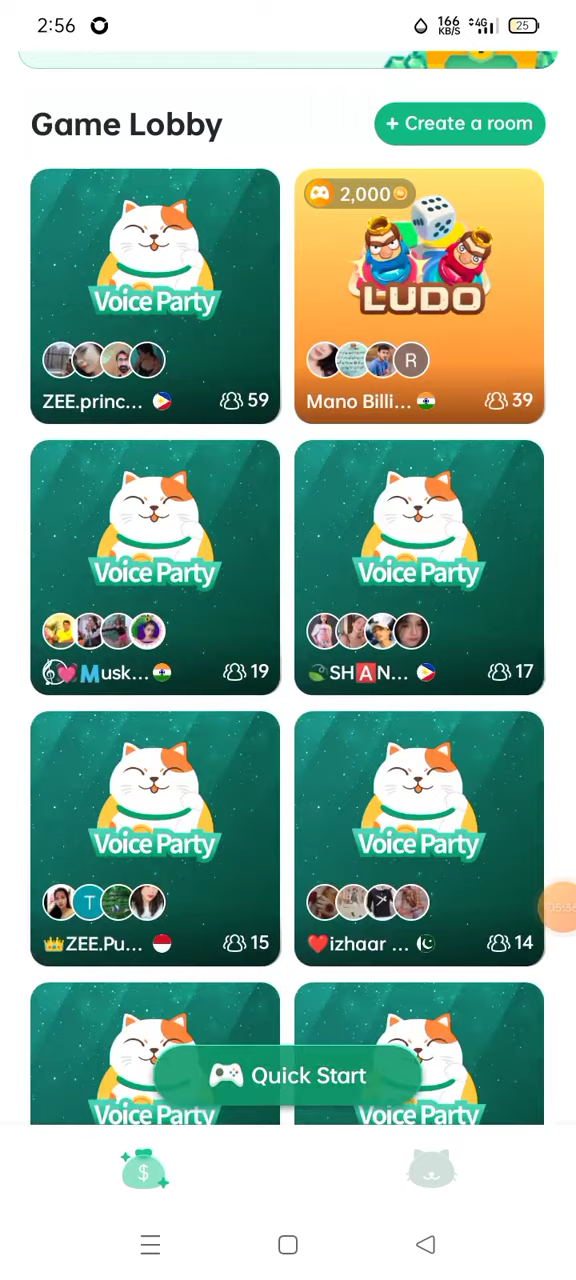 2:56
166
KB/S
4G
25
Game Lobby
+ Create a room
Voice Party
ZEE.princ...
59
2,000
LUDO
R
Mano Billi...
39
Voice Party
Musk...
19
Voice Party
SHAN...
17
Voice Party
T
ZEE.Pu...
15
Voice Party
izhaar ...
14
Voice Party
Voice Party
Quick Start
$